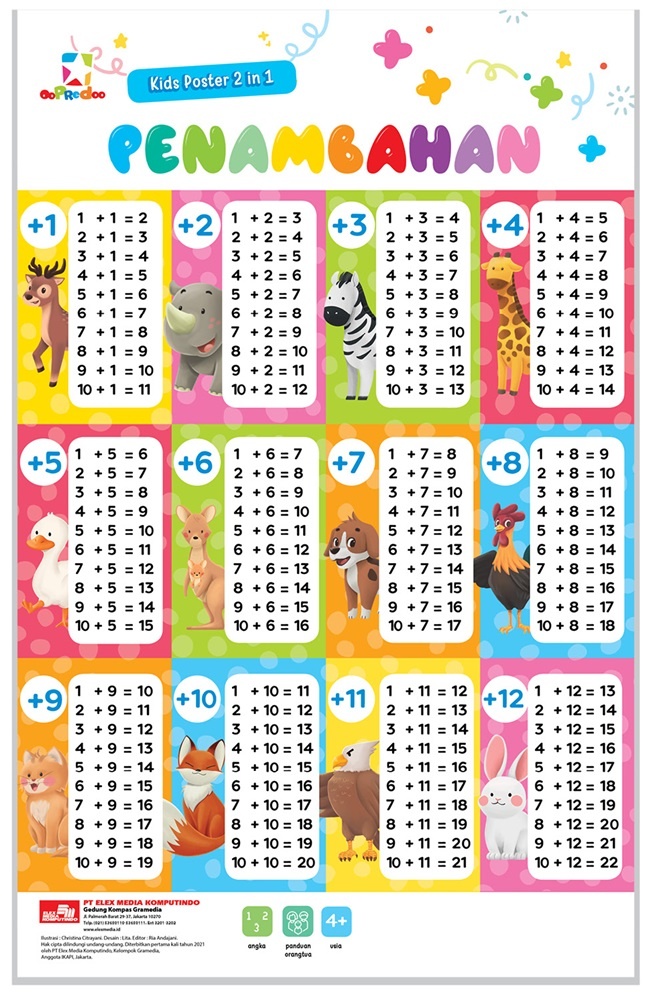 OoPRedoo
Kids Poster 2 in 1
PENAMBAHAN
+1
1 + 1 = 2
2 + 1 = 3
3 + 1 = 4
4 + 1 = 5
5 + 1 = 6
6 + 1 = 7
7 + 1 = 8
8 + 1 = 9
9 + 1 = 10
10 + 1 = 11
+2
1 + 2 = 3
2 + 2 = 4
3 + 2 = 5
4 + 2 = 6
5 + 2 = 7
6 + 2 = 8
7 + 2 = 9
8 + 2 = 10
9 + 2 = 11
10 + 2 = 12
+3
1 + 3 = 4
2 + 3 = 5
3 + 3 = 6
4 + 3 = 7
5 + 3 = 8
6 + 3 = 9
7 + 3 = 10
8 + 3 = 11
9 + 3 = 12
10 + 3 = 13
+4
1 + 4 = 5
2 + 4 = 6
3 + 4 = 7
4 + 4 = 8
5 + 4 = 9
6 + 4 = 10
7 + 4 = 11
8 + 4 = 12
9 + 4 = 13
10 + 4 = 14
+5
1 + 5 = 6
2 + 5 = 7
3 + 5 = 8
4 + 5 = 9
5 + 5 = 10
6 + 5 = 11
7 + 5 = 12
8 + 5 = 13
9 + 5 = 14
10 + 5 = 15
+6
1 + 6 = 7
2 + 6 = 8
3 + 6 = 9
4 + 6 = 10
5 + 6 = 11
6 + 6 = 12
7 + 6 = 13
8 + 6 = 14
9 + 6 = 15
10 + 6 = 16
+7
1 + 7 = 8
2 + 7 = 9
3 + 7 = 10
4 + 7 = 11
5 + 7 = 12
6 + 7 = 13
7 + 7 = 14
8 + 7 = 15
9 + 7 = 16
10 + 7 = 17
+8
1 + 8 = 9
2 + 8 = 10
3 + 8 = 11
4 + 8 = 12
5 + 8 = 13
6 + 8 = 14
7 + 8 = 15
8 + 8 = 16
9 + 8 = 17
10 + 8 = 18
+9
1 + 9 = 10
2 + 9 = 11
3 + 9 = 12
4 + 9 = 13
5 + 9 = 14
6 + 9 = 15
7 + 9 = 16
8 + 9 = 17
9 + 9 = 18
10 + 9 = 19
+10
1 + 10 = 11
2 + 10 = 12
3 + 10 = 13
4 + 10 = 14
5 + 10 = 15
6 + 10 = 16
7 + 10 = 17
8 + 10 = 18
9 + 10 = 19
10 + 10 = 20
+11
1 + 11 = 12
2 + 11 = 13
3 + 11 = 14
4 + 11 = 15
5 + 11 = 16
6 + 11 = 17
7 + 11 = 18
8 + 11 = 19
9 + 11 = 20
10 + 11 = 21
+12
1 + 12 = 13
2 + 12 = 14
3 + 12 = 15
4 + 12 = 16
5 + 12 = 17
6 + 12 = 18
7 + 12 = 19
8 + 12 = 20
9 + 12 = 21
10 + 12 = 22
ELEX MEDIA
KOMPUTINDO
PT ELEX MEDIA KOMPUTINDO
Gedung Kompas Gramedia
Jl. Palmerah Barat 29-37, Jakarta 10270
Telp. (021) 53650110 53650111, Ext 3201 3202
www.elexmedia.id
Ilustrasi : Christina Citrayani. Desain : Lita. Editor : Ria Andajani.
Hak cipta dilindungi undang-undang. Diterbitkan pertama kali tahun 2021
oleh PT Elex Media Komputindo, Kelompok Gramedia,
Anggota IKAPI, Jakarta.
1 2
3
angka
panduan
orangtua
4+
usia